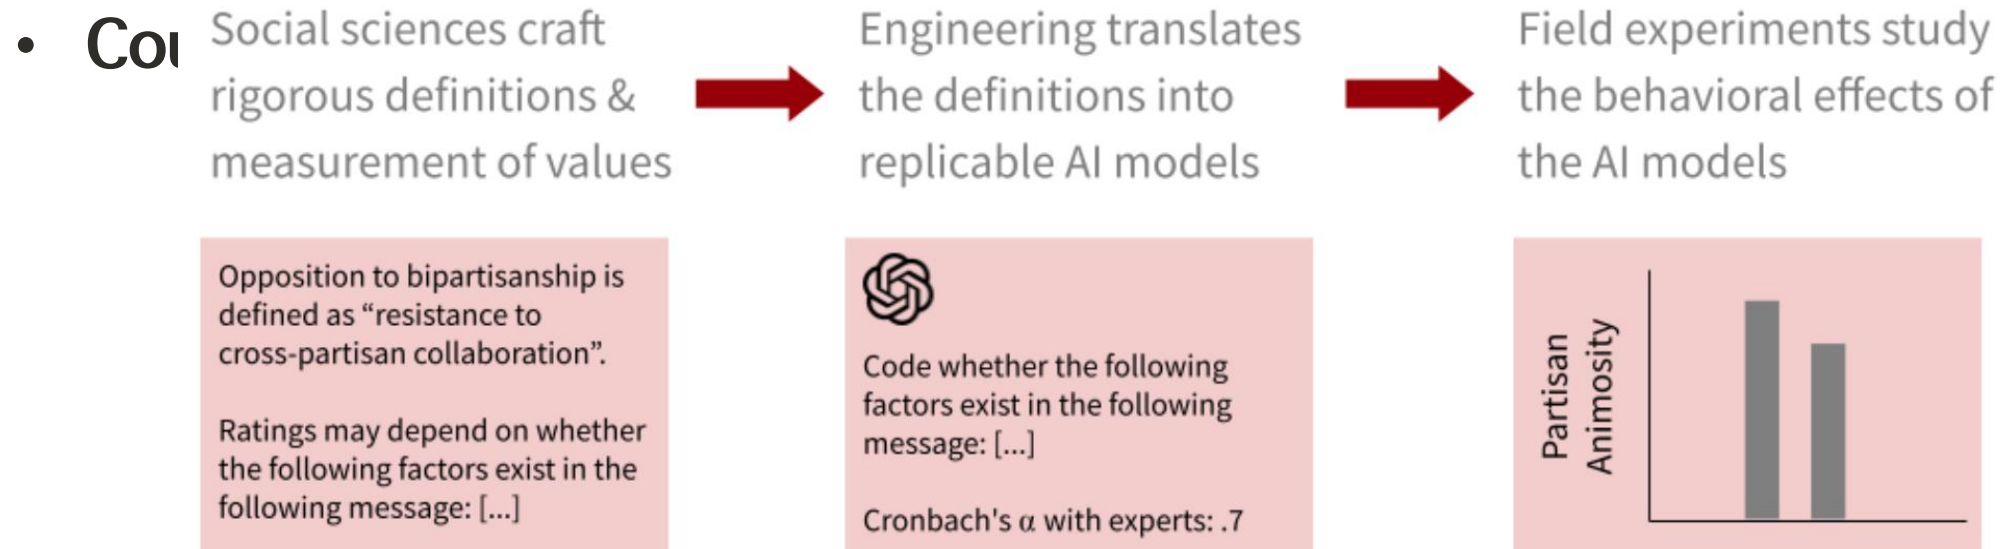 •
Social sciences craft
rigorous definitions &
measurement of values
Engineering translates
the definitions into
replicable AI models
Field experiments study
the behavioral effects of
the AI models
Opposition to bipartisanship is
defined as “resistance to
cross-partisan collaboration”.
Ratings may depend on whether
the following factors exist in the
following message: [...]
Code whether the following
factors exist in the following
message: [...]
Cronbach's α with experts: .7
Partisan
Animosity